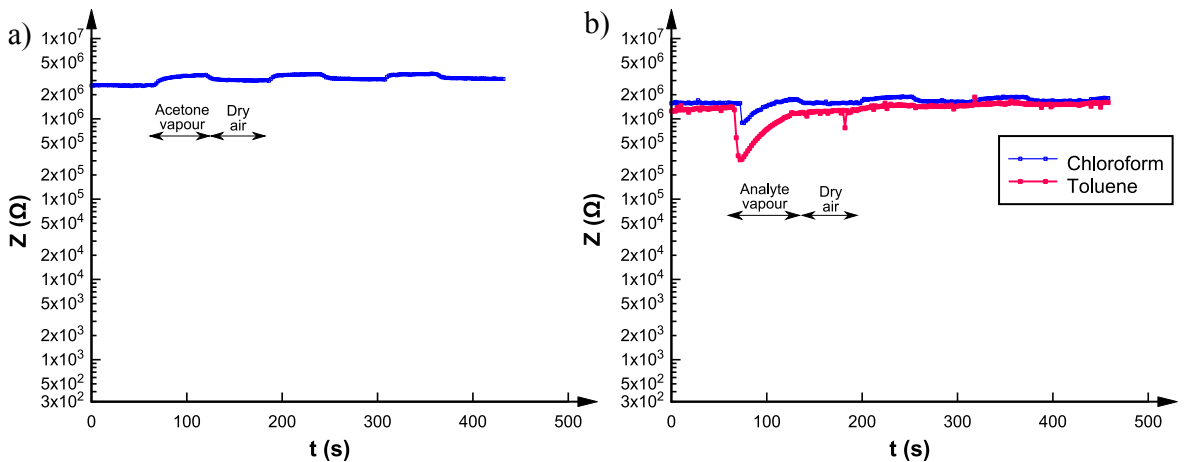 a)
Z (Ω)
1x10⁷
5x10⁶
2x10⁶
1x10⁶
5x10⁵
2x10⁵
1x10⁵
5x10⁴
2x10⁴
1x10⁴
5x10³
2x10³
1x10³
5x10²
3x10²
Acetone
vapour
Dry
air
0 100 200 300 400 500
t (s)
b)
Z (Ω)
1x10⁷
5x10⁶
2x10⁶
1x10⁶
5x10⁵
2x10⁵
1x10⁵
5x10⁴
2x10⁴
1x10⁴
5x10³
2x10³
1x10³
5x10²
3x10²
Analyte
vapour
Dry
air
Chloroform
Toluene
0 100 200 300 400 500
t (s)